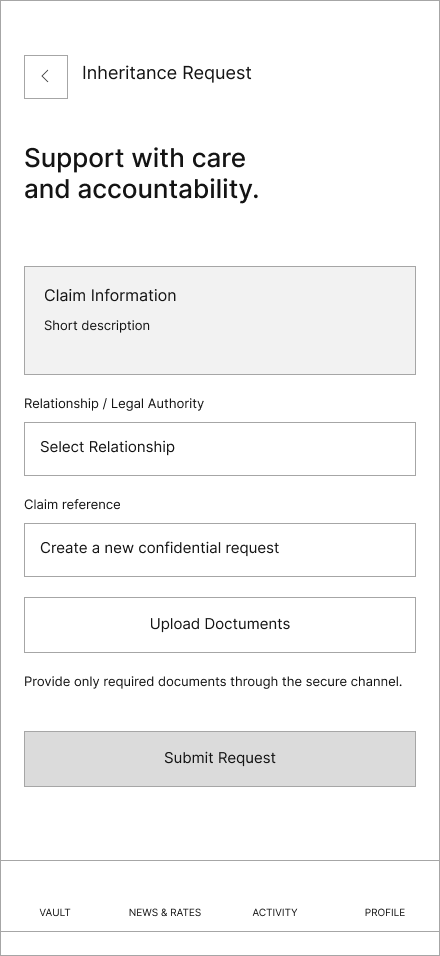 Inheritance Request
Support with care
and accountability.
Claim Information
Short description
Relationship / Legal Authority
Select Relationship
Claim reference
Create a new confidential request
Upload Doctuments
Provide only required documents through the secure channel.
Submit Request
VAULT NEWS & RATES ACTIVITY PROFILE